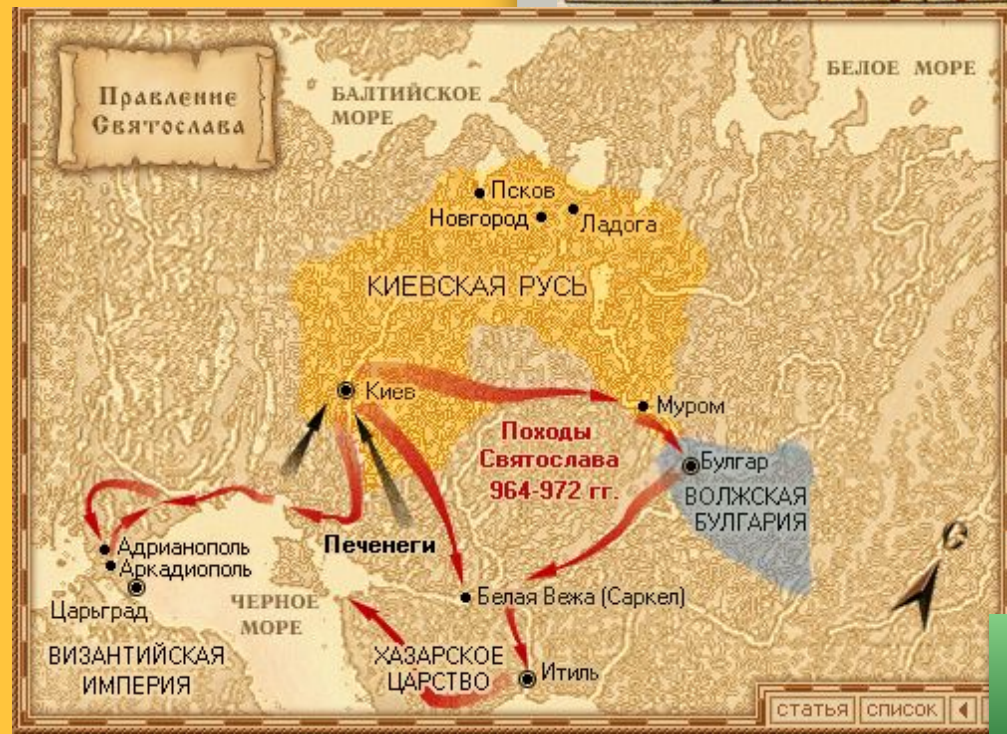 Правление
Святослава
БАЛТИЙСКОЕ
МОРЕ
БЕЛОЕ МОРЕ
Псков
Новгород
Ладога
КИЕВСКАЯ РУСЬ
Киев
Муром
Походы
Святослава
964-972 гг.
Булгар
ВОЛЖСКАЯ
БУЛГАРИЯ
Печенеги
Адрианополь
Аркадиополь
Царьград
Белая Вежа (Саркел)
ЧЕРНОЕ
МОРЕ
ВИЗАНТИЙСКАЯ
ИМПЕРИЯ
ХАЗАРСКОЕ
ЦАРСТВО
Итиль
С
статья список